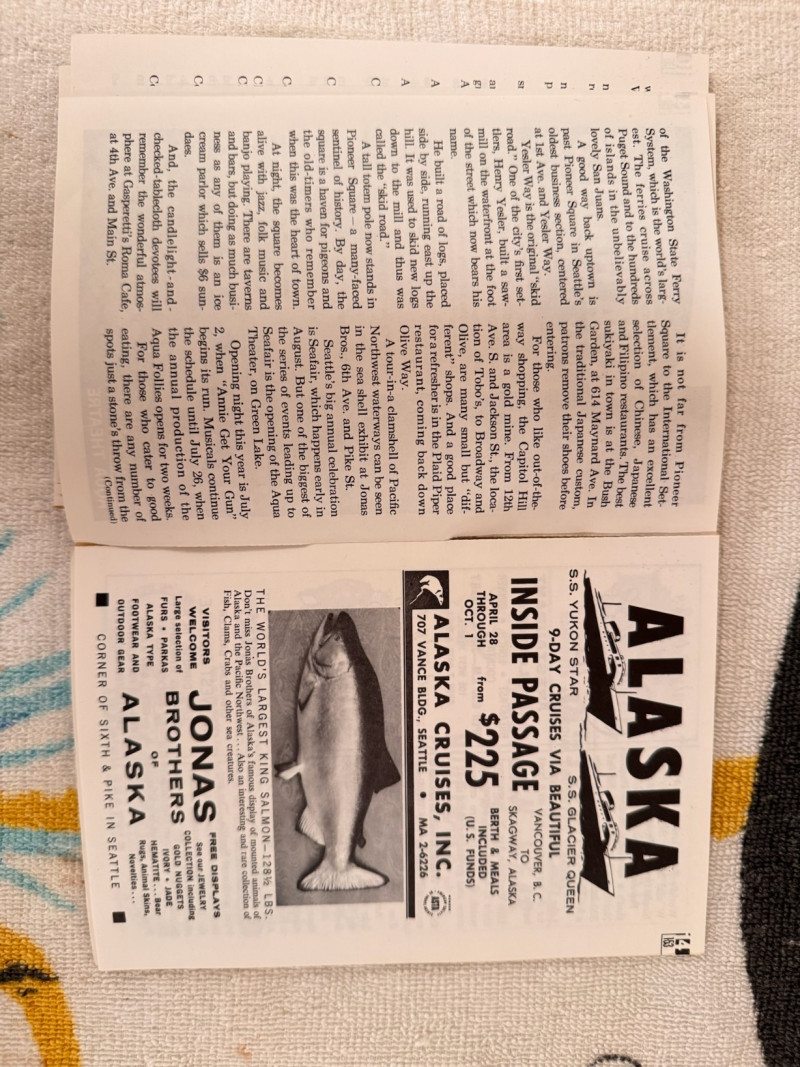 of the Washington State Ferry
System, which is the world's larg-
est. The ferries cruise across
Puget Sound and to the hundreds
of islands in the unbelievably
lovely San Juans.
A good way back uptown is
past Pioneer Square in Seattle's
oldest business section, centered
at 1st Ave. and Yesler Way.
Yesler Way is the original "skid
road." One of the city's first set-
tlers, Henry Yesler, built a saw-
mill on the waterfront at the foot
of the street which now bears his
name.
He built a road of logs, placed
side by side, running east up the
hill. It was used to skid new logs
down to the mill and thus was
called the "skid road."
A tall totem pole now stands in
Pioneer Square — a many-faced
sentinel of history. By day, the
square is a haven for pigeons and
the old-timers who remember
when this was the heart of town.
At night, the square becomes
alive with jazz, folk music and
banjo playing. There are taverns
and bars, but doing as much busi-
ness as any of them is an ice
cream parlor which sells $6 sun-
daes.
And, the candlelight-and-
checked-tablecloth devotees will
remember the wonderful atmos-
phere at Gasperetti's Roma Cafe,
at 4th Ave. and Main St.
It is not far from Pioneer
Square to the International Set-
tlement, which has an excellent
selection of Chinese, Japanese
and Filipino restaurants. The best
sukiyaki in town is at the Bush
Garden, at 614 Maynard Ave. In
the traditional Japanese custom,
patrons remove their shoes before
entering.
For those who like out-of-the-
way shopping, the Capitol Hill
area is a gold mine. From 12th
Ave. S. and Jackson St., the loca-
tion of Tobo's, to Broadway and
Olive, are many small but "dif-
ferent" shops. And a good place
for a refresher is in the Plaid Piper
restaurant, coming back down
Olive Way.
A tour-in-a clamshell of Pacific
Northwest waterways can be seen
in the sea shell exhibit at Jonas
Bros., 6th Ave. and Pike St.
Seattle's big annual celebration
is Seafair, which happens early in
August. But one of the biggest of
the series of events leading up to
Seafair is the opening of the Aqua
Theater, on Green Lake.
Opening night this year is July
2, when "Annie Get Your Gun"
begins its run. Musicals continue
the schedule until July 26, when
the annual production of the
Aqua Follies opens for two weeks.
For those who cater to good
eating, there are any number of
spots just a stone's throw from the
(Continued)
ALASKA
S.S. YUKON STAR
S.S. GLACIER QUEEN
9-DAY CRUISES VIA BEAUTIFUL
INSIDE PASSAGE
VANCOUVER, B. C.
TO
SKAGWAY, ALASKA
APRIL 28
THROUGH
OCT. 1
from $225
BERTH & MEALS
INCLUDED
(U.S. FUNDS)
ALASKA CRUISES, INC.
707 VANCE BLDG., SEATTLE • MA 2-6226
THE WORLD'S LARGEST KING SALMON—128½ LBS.
Don't miss Jonas Brothers of Alaska's famous display of mounted animals of
Alaska and the Pacific Northwest . . . Also an interesting and rare collection of
Fish, Clams, Crabs and other sea creatures.
VISITORS
WELCOME
Large selection of
FURS • PARKAS
ALASKA TYPE
FOOTWEAR AND
OUTDOOR GEAR
JONAS
BROTHERS
OF
ALASKA
FREE DISPLAYS
See our JEWELRY
COLLECTION including
GOLD NUGGETS
IVORY • JADE
HEMATITE . . . Bear
Rugs, Animal Skins,
Novelties . . .
CORNER OF SIXTH & PIKE IN SEATTLE